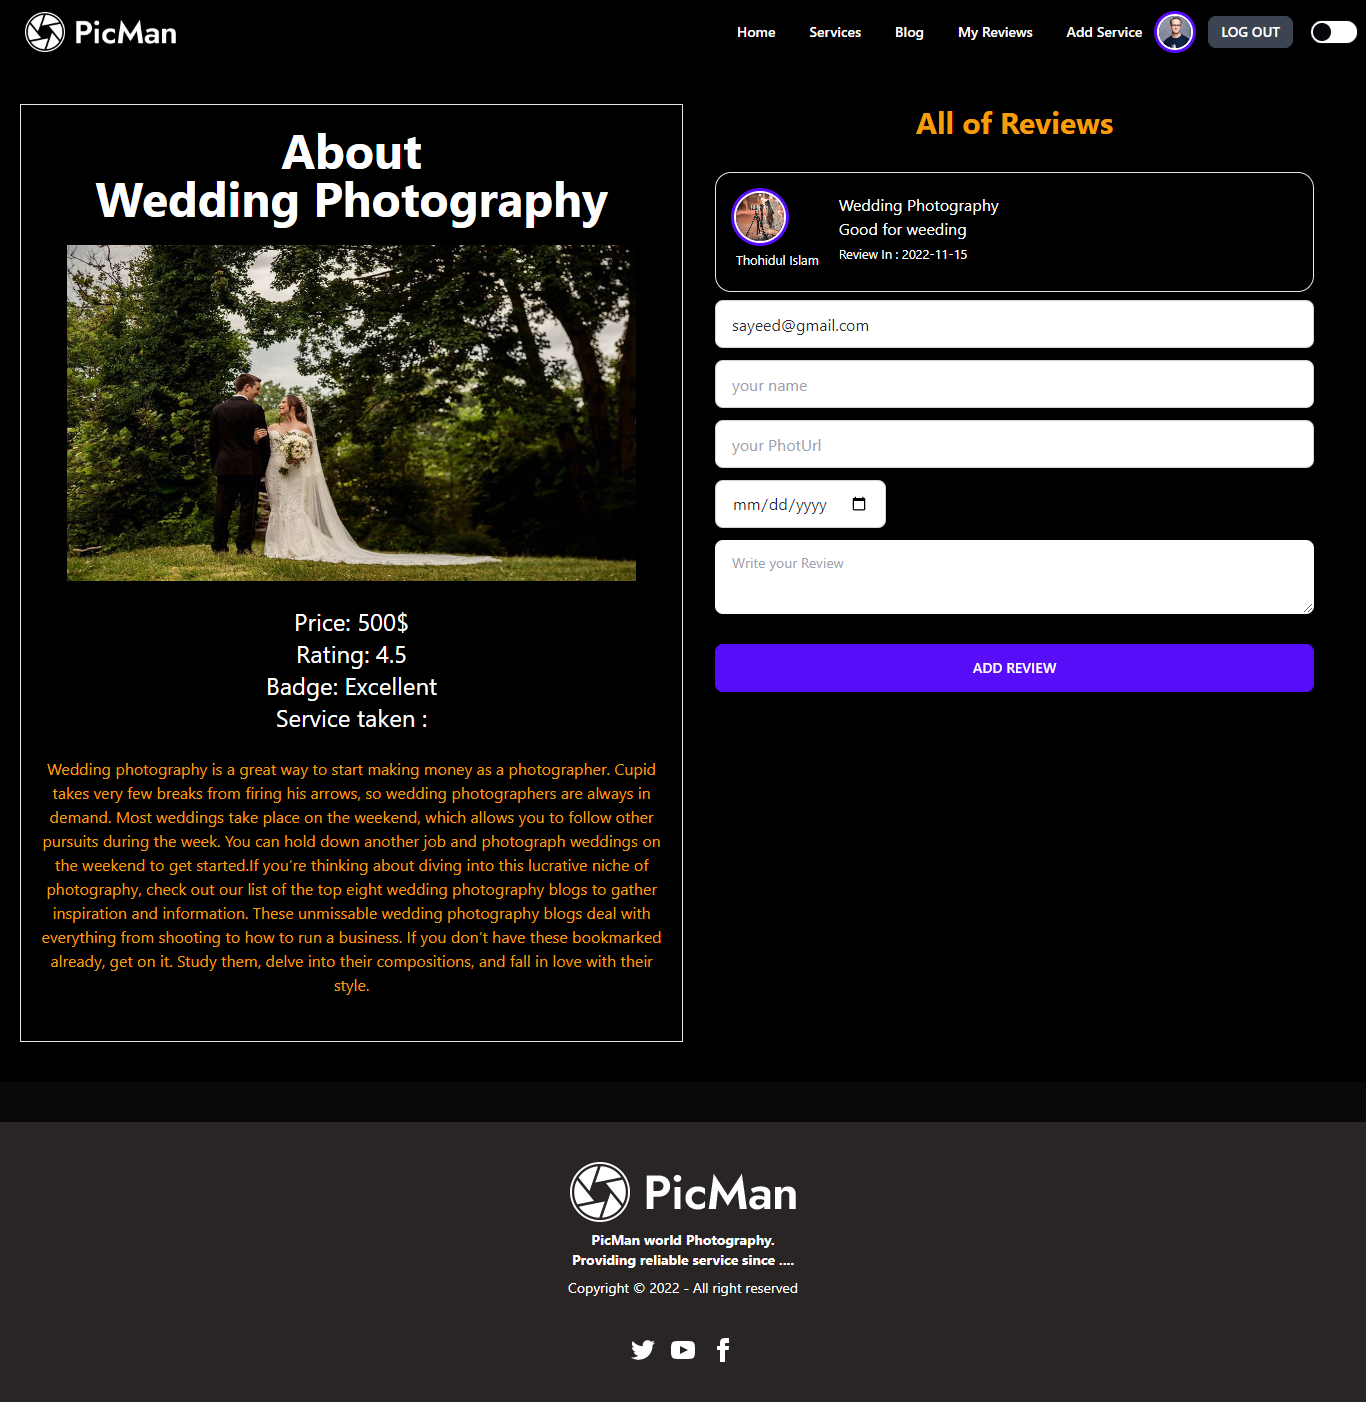 PicMan
Home
Services
Blog
My Reviews
Add Service
LOG OUT
About
Wedding Photography
Price: 500$
Rating: 4.5
Badge: Excellent
Service taken :
Wedding photography is a great way to start making money as a photographer. Cupid
takes very few breaks from firing his arrows, so wedding photographers are always in
demand. Most weddings take place on the weekend, which allows you to follow other
pursuits during the week. You can hold down another job and photograph weddings on
the weekend to get started.If you’re thinking about diving into this lucrative niche of
photography, check out our list of the top eight wedding photography blogs to gather
inspiration and information. These unmissable wedding photography blogs deal with
everything from shooting to how to run a business. If you don’t have these bookmarked
already, get on it. Study them, delve into their compositions, and fall in love with their
style.
All of Reviews
Thohidul Islam
Wedding Photography
Good for weeding
Review In : 2022-11-15
sayeed@gmail.com
your name
your PhotUrl
mm/dd/yyyy
Write your Review
ADD REVIEW
PicMan
PicMan world Photography.
Providing reliable service since ....
Copyright © 2022 - All right reserved